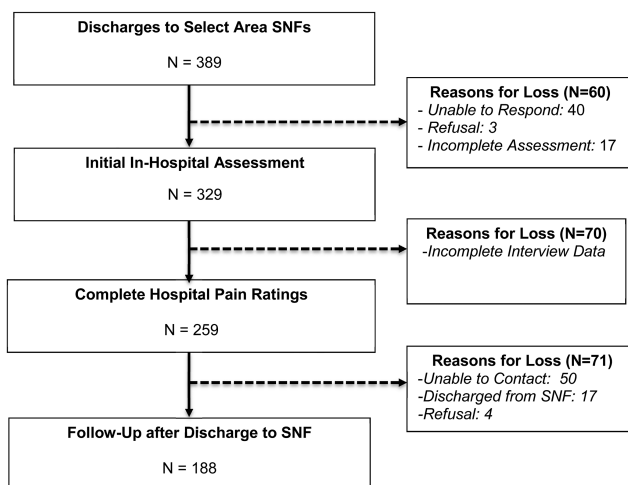 Discharges to Select Area SNFs
N = 389
Reasons for Loss (N=60)
- Unable to Respond: 40
- Refusal: 3
- Incomplete Assessment: 17
Initial In-Hospital Assessment
N = 329
Reasons for Loss (N=70)
-Incomplete Interview Data
Complete Hospital Pain Ratings
N = 259
Reasons for Loss (N=71)
-Unable to Contact: 50
-Discharged from SNF: 17
-Refusal: 4
Follow-Up after Discharge to SNF
N = 188